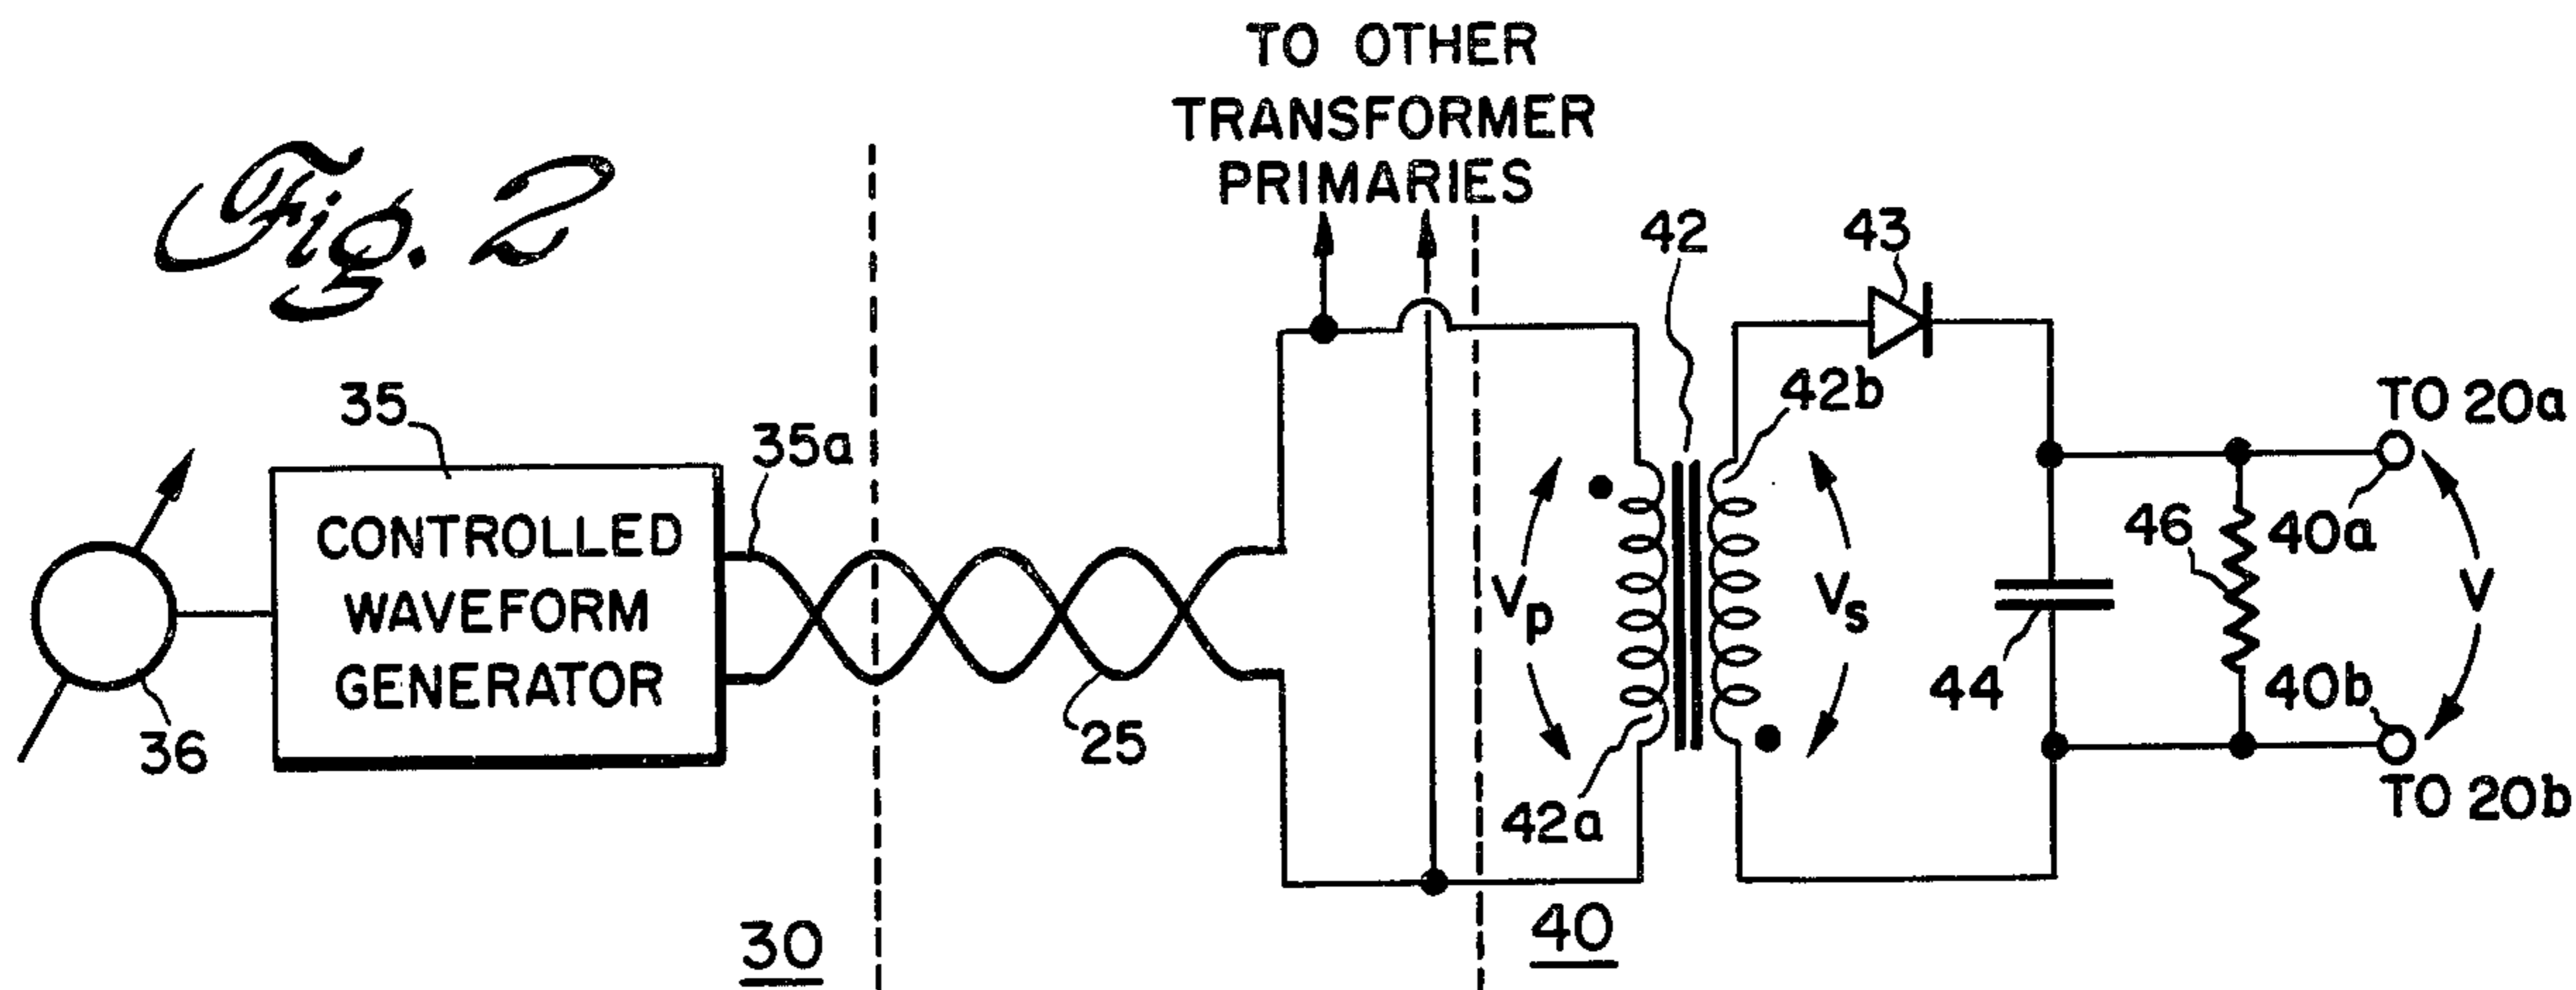 Fig. 2
TO OTHER
TRANSFORMER
PRIMARIES
42
43
42b
TO 20a
35
35a
CONTROLLED
WAVEFORM
GENERATOR
46
40a
Vp
Vs
V
44
40b
36
25
42a
TO 20b
30
40